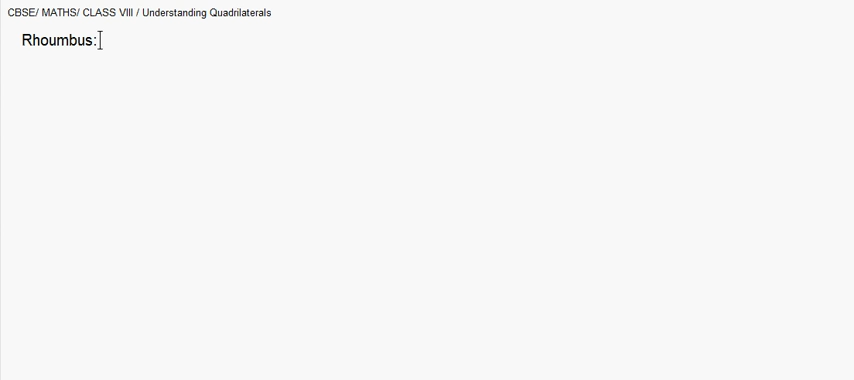 CBSE/ MATHS/ CLASS VIII / Understanding Quadrilaterals
Rhoumbus: